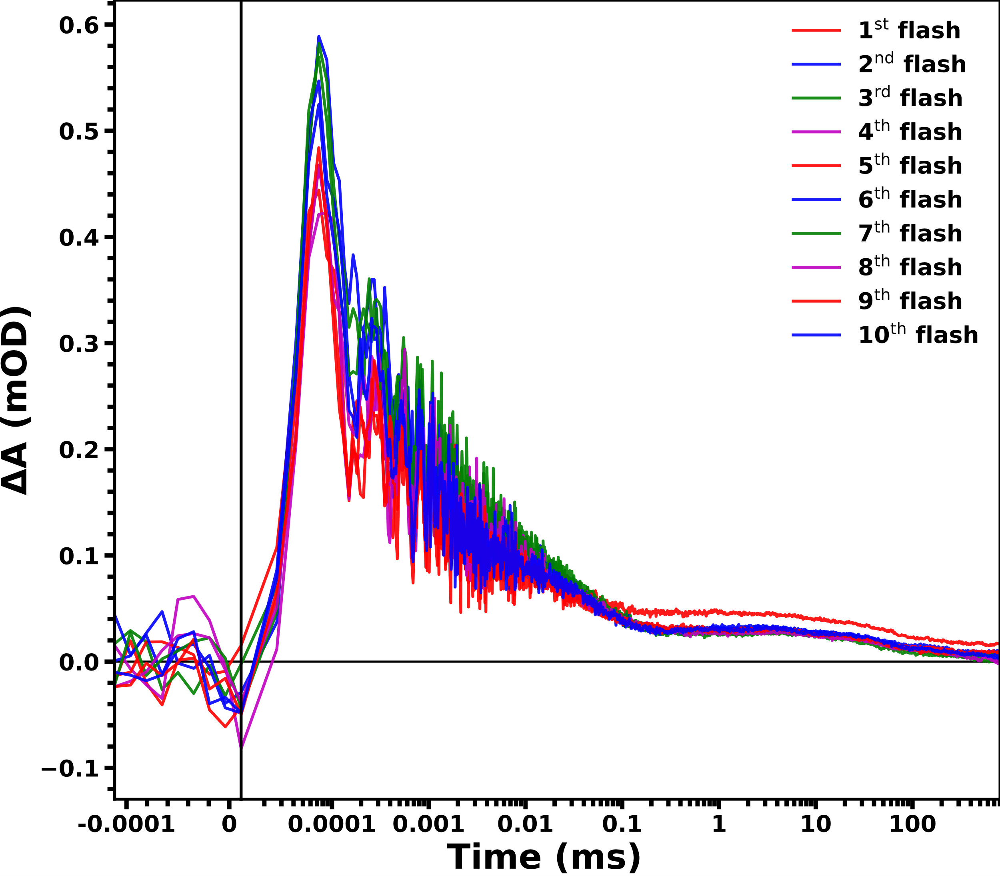 0.6
0.5
0.4
0.3
0.2
0.1
0.0
−0.1
ΔA (mOD)
1st flash
2nd flash
3rd flash
4th flash
5th flash
6th flash
7th flash
8th flash
9th flash
10th flash
-0.0001 0 0.0001 0.001 0.01 0.1 1 10 100
Time (ms)